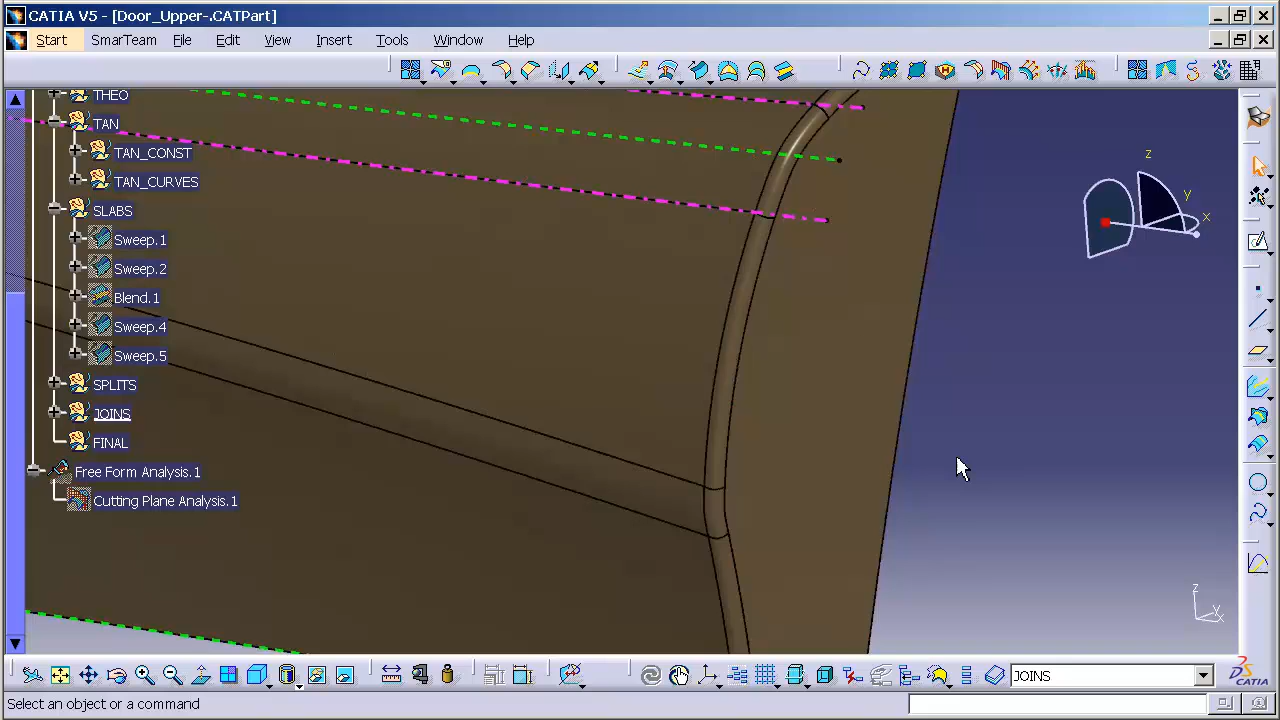 CATIA V5 - [Door_Upper-.CATPart]
Start SmarTeam File Edit View Insert Tools Window Help
THEO
TAN
TAN_CONST
TAN_CURVES
SLABS
Sweep.1
Sweep.2
Blend.1
Sweep.4
Sweep.5
SPLITS
JOINS
FINAL
Free Form Analysis.1
Cutting Plane Analysis.1
z
y
x
z
y
x
JOINS
CATIA
Select an object or a command